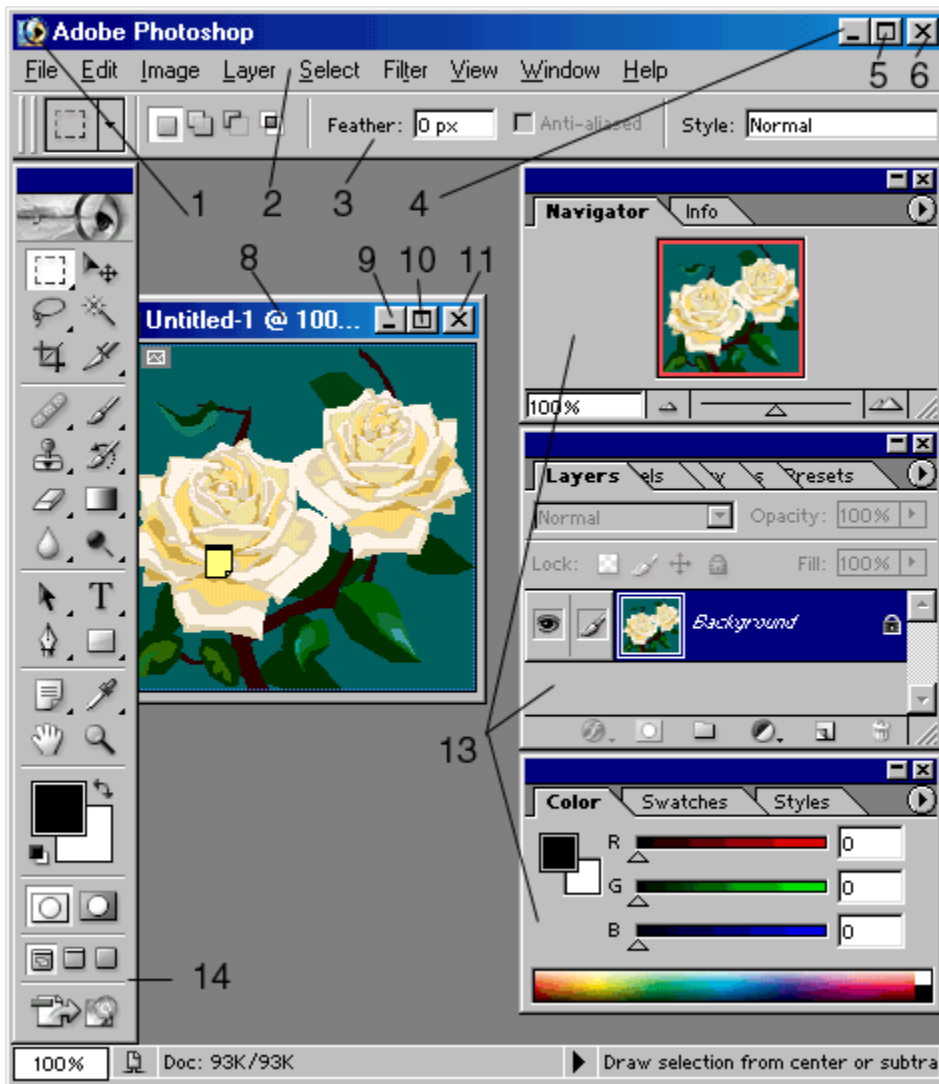 Adobe Photoshop
File Edit Image Layer Select Filter View Window Help
5 6
Feather: 0 px Anti-aliased Style: Normal
1 2 3 4
Navigator Info
8 9 10 11
Untitled-1 @ 100...
100%
Layers els y s resets
Normal Opacity: 100%
Lock: Fill: 100%
Background
T
13
Color Swatches Styles
R 0
G 0
B 0
14
100% Doc: 93K/93K Draw selection from center or subtra